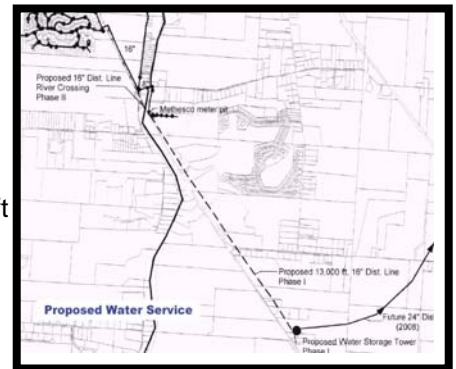 16"
Proposed 16" Dist. Line
River Crossing
Phase II
Methesco meter pit
ft
Proposed 13,000 ft. 16" Dist. Line
Phase I
Proposed Water Service
Future 24" Dis
(2008)
Proposed Water Storage Tower
Phase I